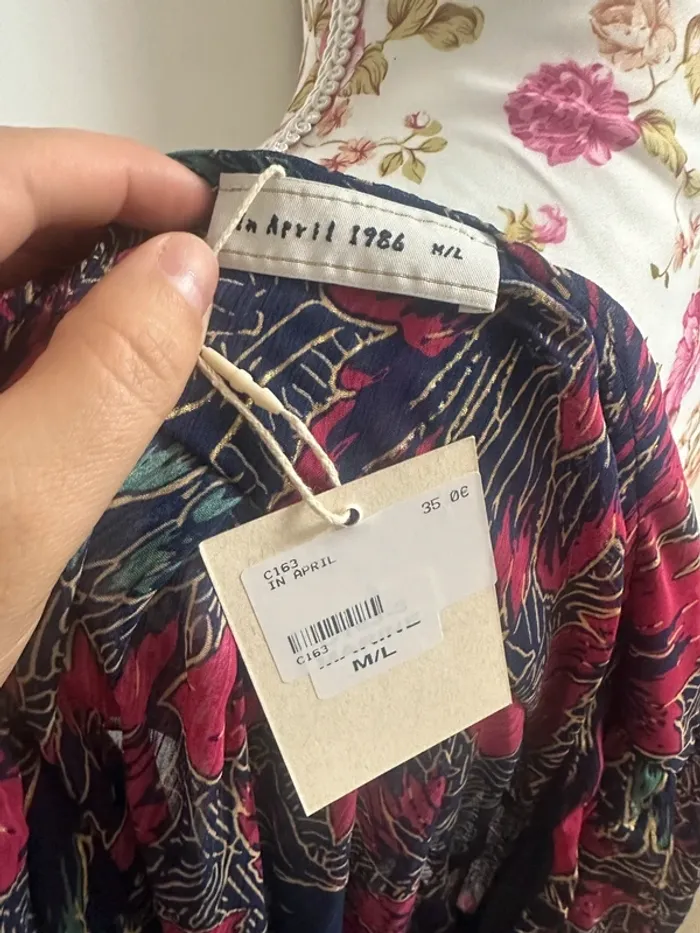 In April 1986 M/L
35 0€
C163
IN APRIL
C163
M/L